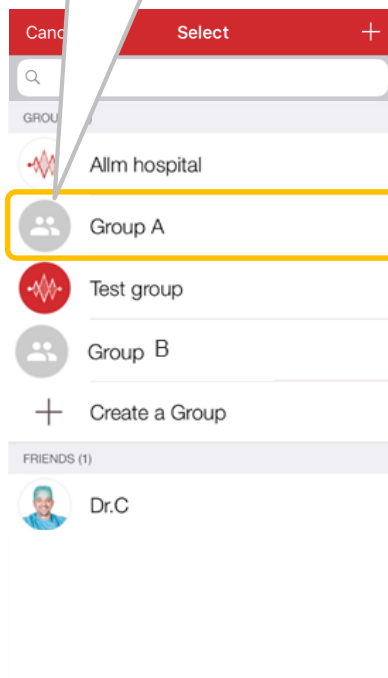 Select
Allm hospital
Group A
Test group
Group B
Create a Group
FRIENDS (1)
Dr.C